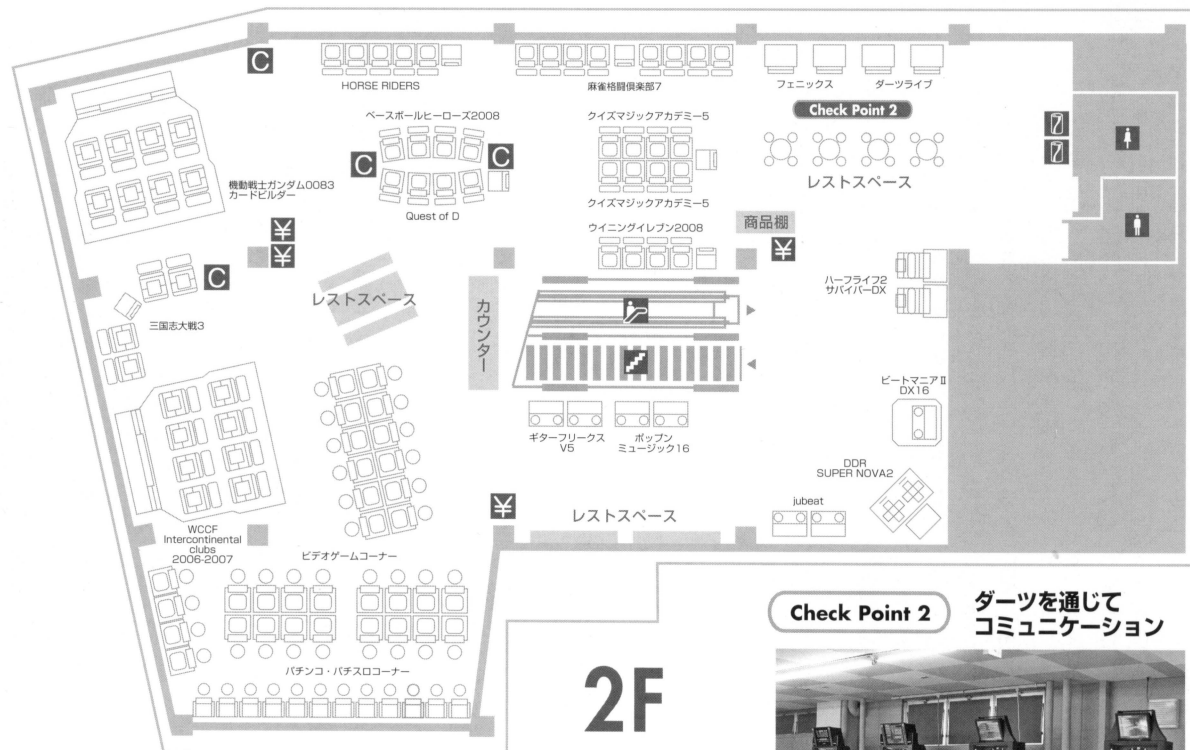 C
HORSE RIDERS
麻雀格闘倶楽部7
フェニックス
ダーツライブ
Check Point 2
ベースボールヒーローズ2008
クイズマジックアカデミー5
C
C
機動戦士ガンダム0083
カードビルダー
Quest of D
クイズマジックアカデミー5
レストスペース
¥
¥
ウイニングイレブン2008
商品棚
¥
C
レストスペース
カウンター
ハーフライフ2
サバイバーDX
三国志大戦3
ビートマニアⅡ
DX16
ギターフリークス
V5
ポップン
ミュージック16
DDR
SUPER NOVA2
jubeat
¥
レストスペース
WCCF
Intercontinental
clubs
2006-2007
ビデオゲームコーナー
パチンコ・パチスロコーナー
2F
Check Point 2
ダーツを通じて
コミュニケーション